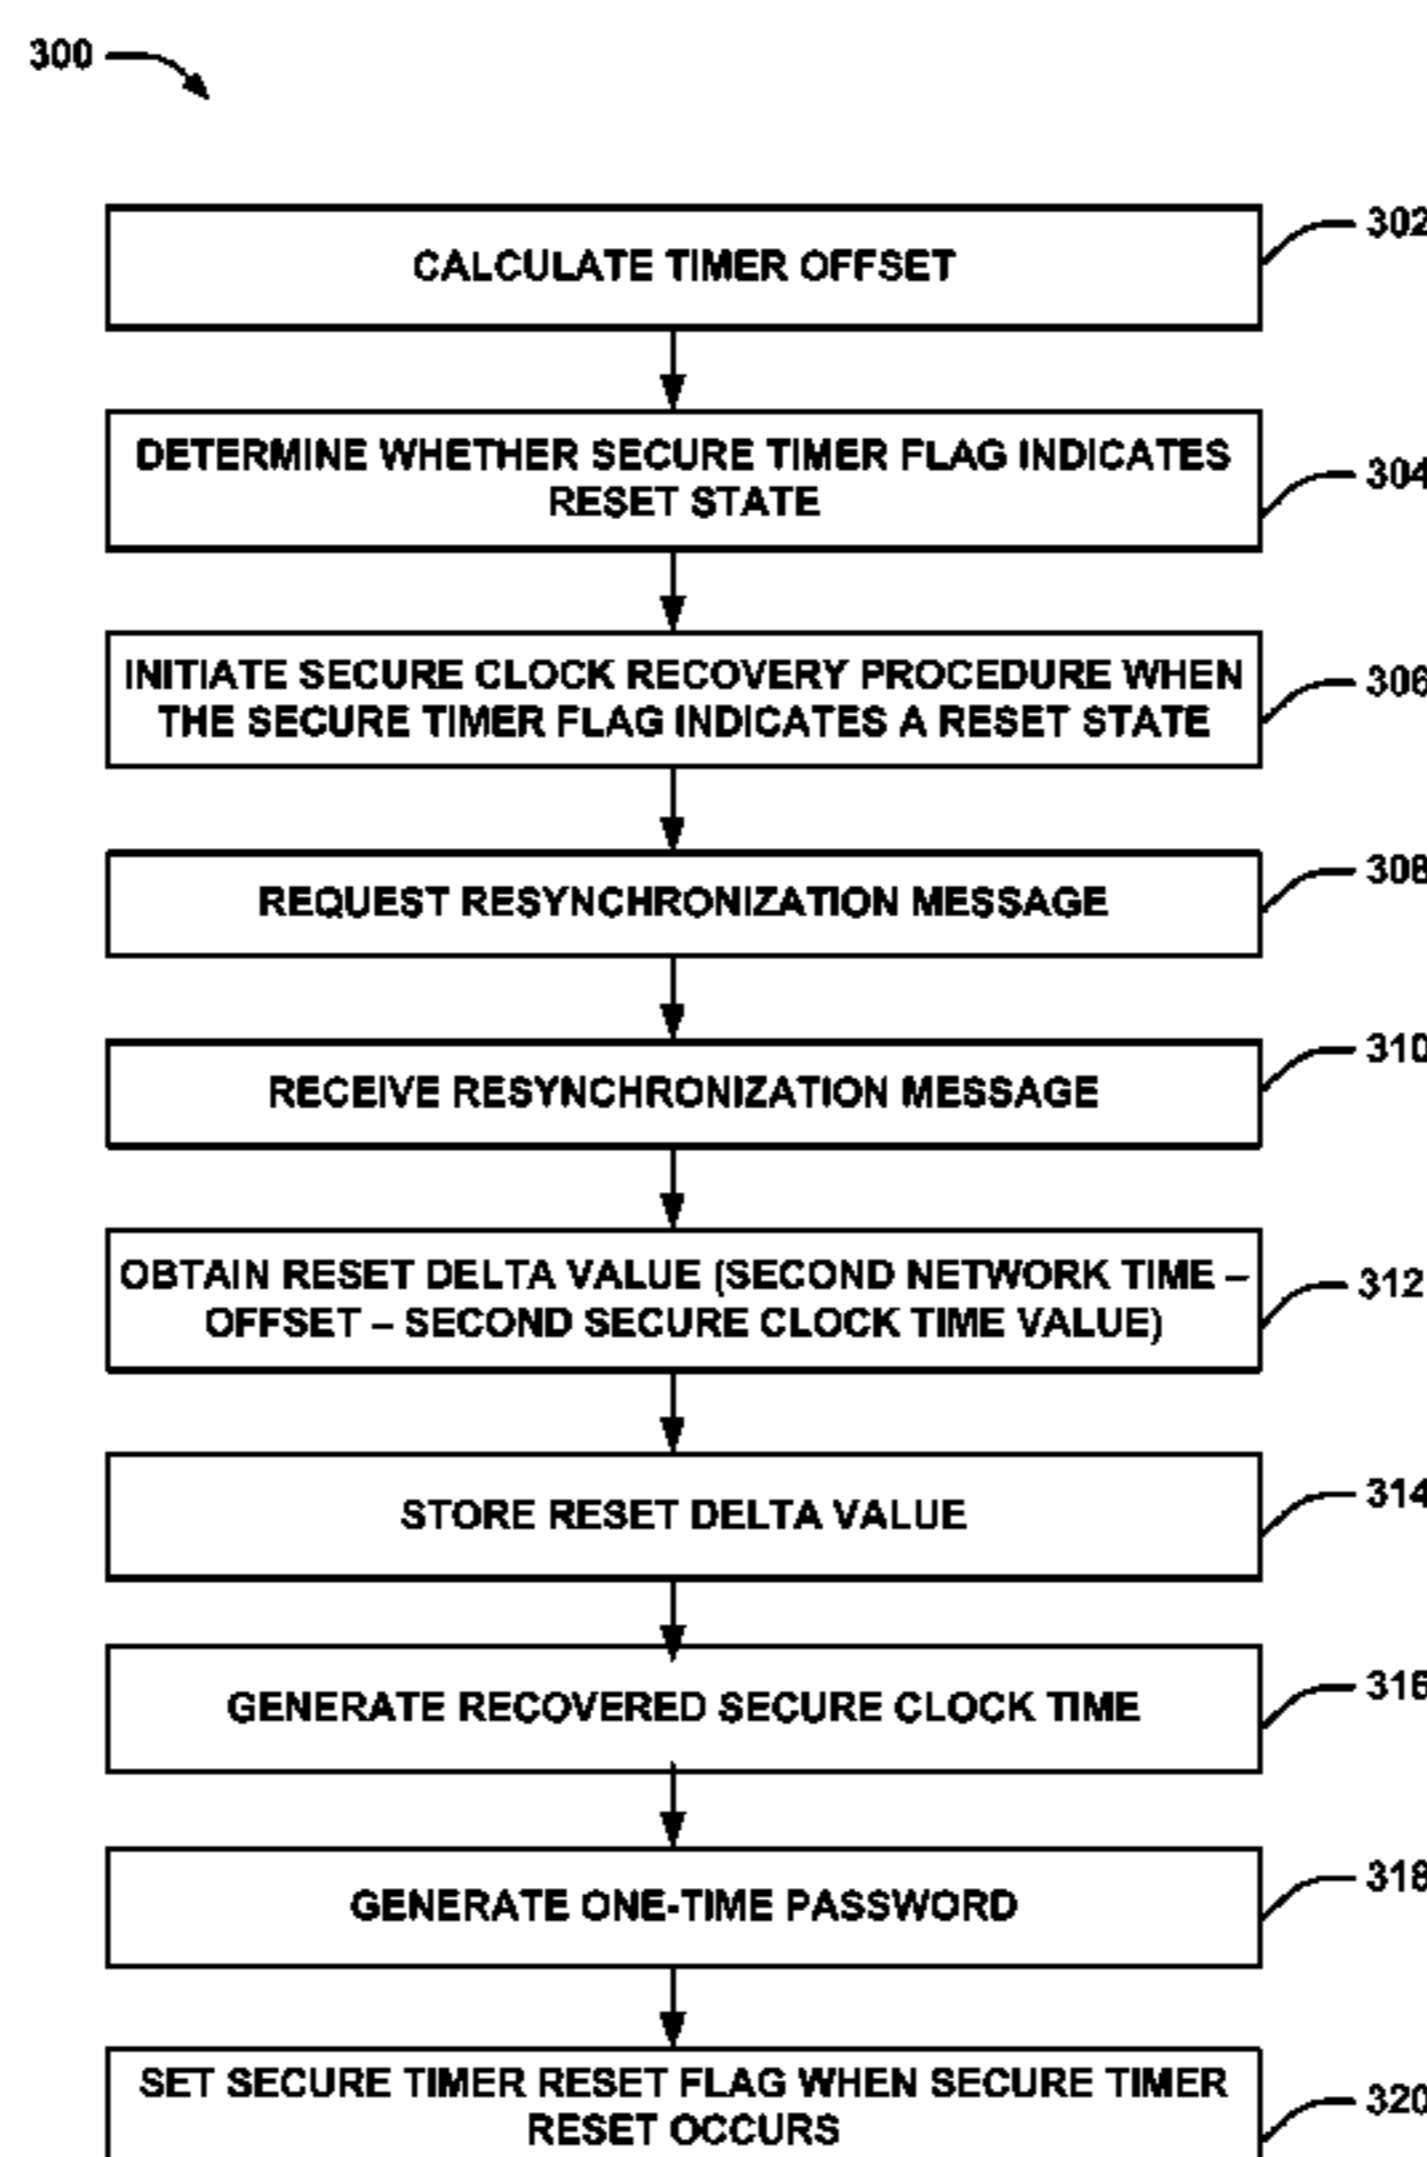 300
CALCULATE TIMER OFFSET
302
DETERMINE WHETHER SECURE TIMER FLAG INDICATES
RESET STATE
304
INITIATE SECURE CLOCK RECOVERY PROCEDURE WHEN
THE SECURE TIMER FLAG INDICATES A RESET STATE
306
REQUEST RESYNCHRONIZATION MESSAGE
308
RECEIVE RESYNCHRONIZATION MESSAGE
310
OBTAIN RESET DELTA VALUE (SECOND NETWORK TIME –
OFFSET – SECOND SECURE CLOCK TIME VALUE)
312
STORE RESET DELTA VALUE
314
GENERATE RECOVERED SECURE CLOCK TIME
316
GENERATE ONE-TIME PASSWORD
318
SET SECURE TIMER RESET FLAG WHEN SECURE TIMER
RESET OCCURS
320